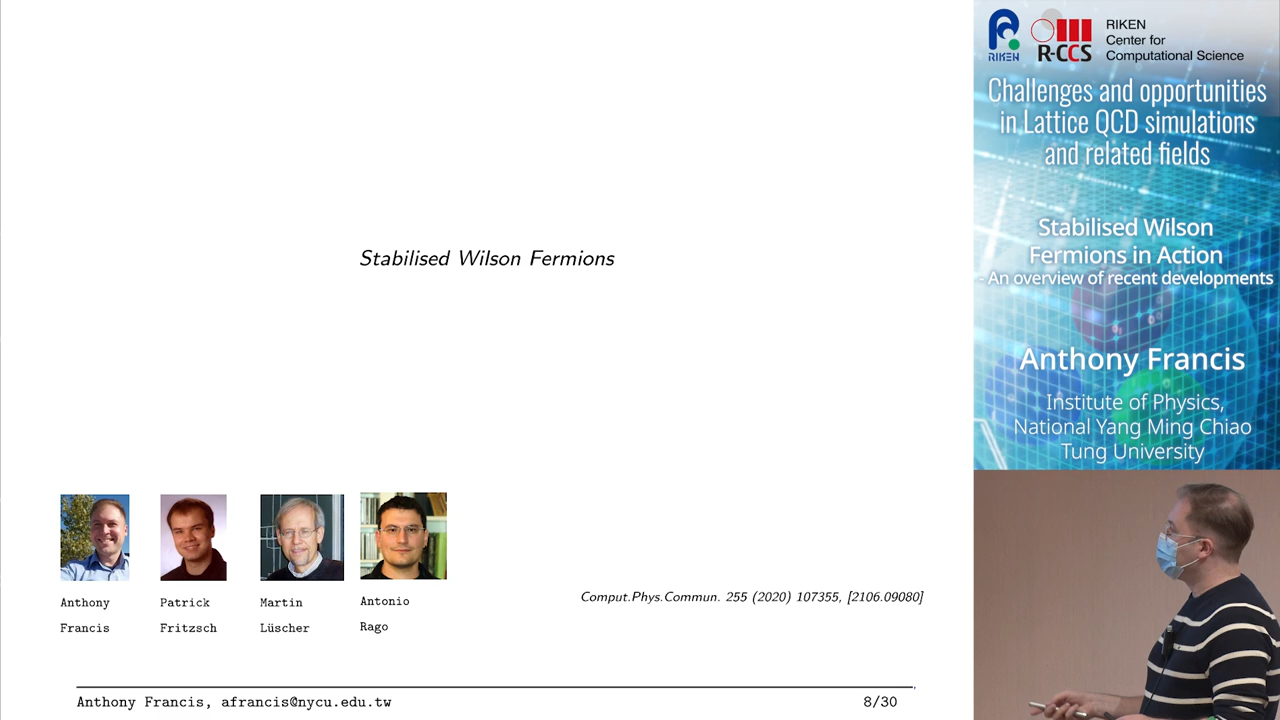 Stabilised Wilson Fermions
Anthony
Francis
Patrick
Fritzsch
Martin
Lüscher
Antonio
Rago
Comput.Phys.Commun. 255 (2020) 107355, [2106.09080]
Anthony Francis, afrancis@nycu.edu.tw
8/30
RIKEN
R-CCS
RIKEN
Center for
Computational Science
Challenges and opportunities
in Lattice QCD simulations
and related fields
Stabilised Wilson
Fermions in Action
- An overview of recent developments
Anthony Francis
Institute of Physics,
National Yang Ming Chiao
Tung University